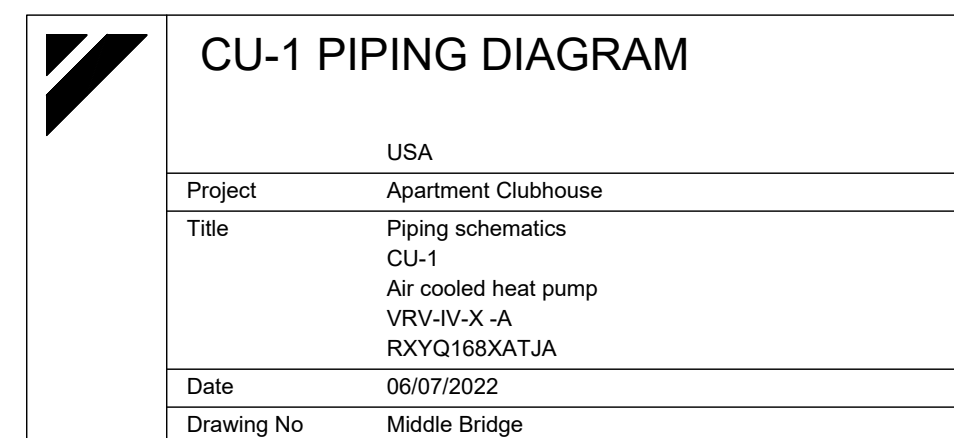 CU-1 PIPING DIAGRAM
USA
Project Apartment Clubhouse
Title Piping schematics
CU-1
Air cooled heat pump
VRV-IV-X -A
RXYQ168XATJA
Date 06/07/2022
Drawing No Middle Bridge